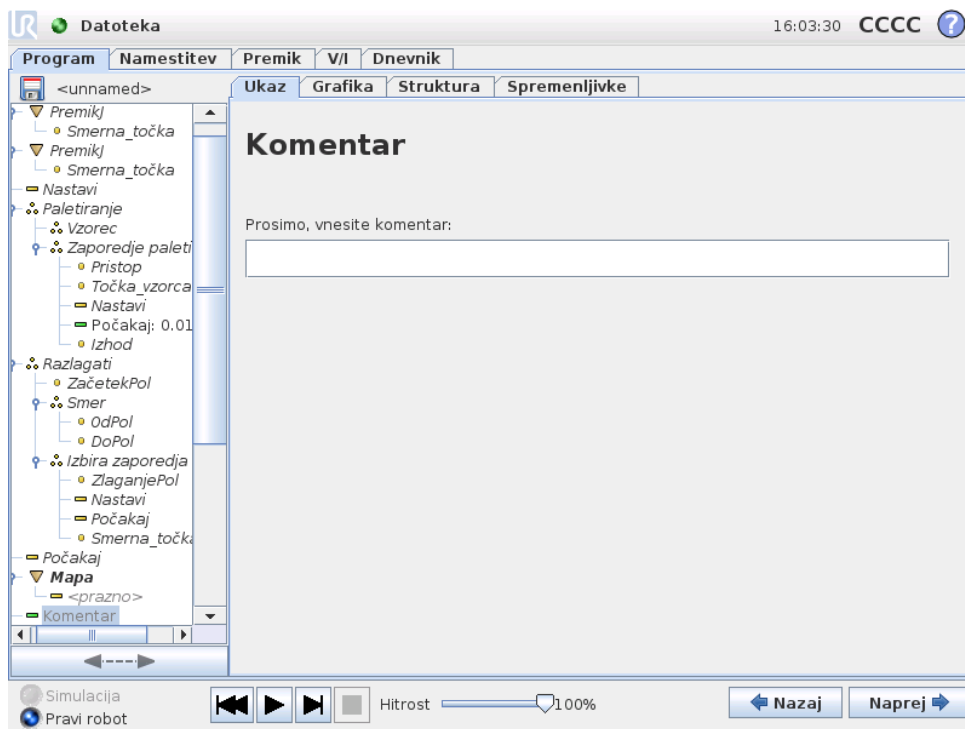 UR Datoteka 16:03:30 CCCC ?
Program Namestitev Premik V/I Dnevnik
<unnamed>
Ukaz Grafika Struktura Spremenljivke
PremikJ
Smerna_točka
PremikJ
Smerna_točka
Nastavi
Paletiranje
Vzorec
Zaporedje paleti
Pristop
Točka_vzorca
Nastavi
Počakaj: 0.01
Izhod
Razlagati
ZačetekPol
Smer
OdPol
DoPol
Izbira zaporedja
ZlaganjePol
Nastavi
Počakaj
Smerna_točka
Počakaj
Mapa
<prazno>
Komentar
Komentar
Prosimo, vnesite komentar:
Simulacija
Pravi robot
Hitrost 100%
Nazaj Naprej